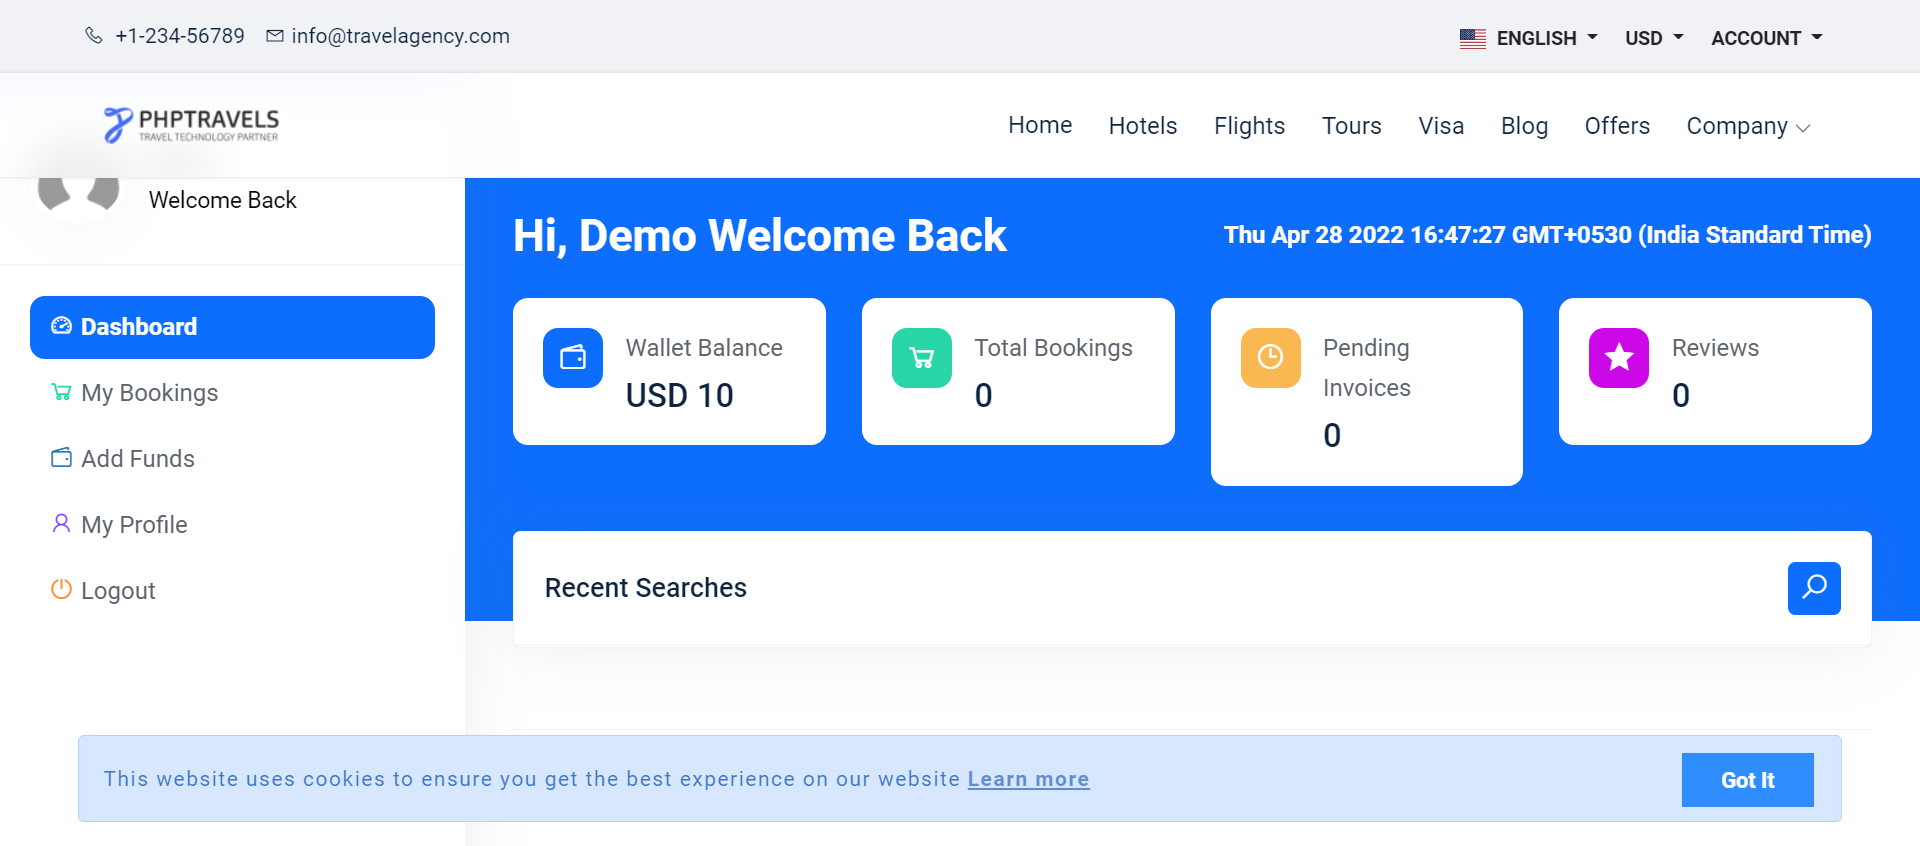 +1-234-56789 info@travelagency.com
ENGLISH USD ACCOUNT
PHPTRAVELS
TRAVEL TECHNOLOGY PARTNER
Home Hotels Flights Tours Visa Blog Offers Company
Welcome Back
Dashboard
My Bookings
Add Funds
My Profile
Logout
Hi, Demo Welcome Back
Thu Apr 28 2022 16:47:27 GMT+0530 (India Standard Time)
Wallet Balance
USD 10
Total Bookings
0
Pending
Invoices
0
Reviews
0
Recent Searches
This website uses cookies to ensure you get the best experience on our website Learn more
Got It